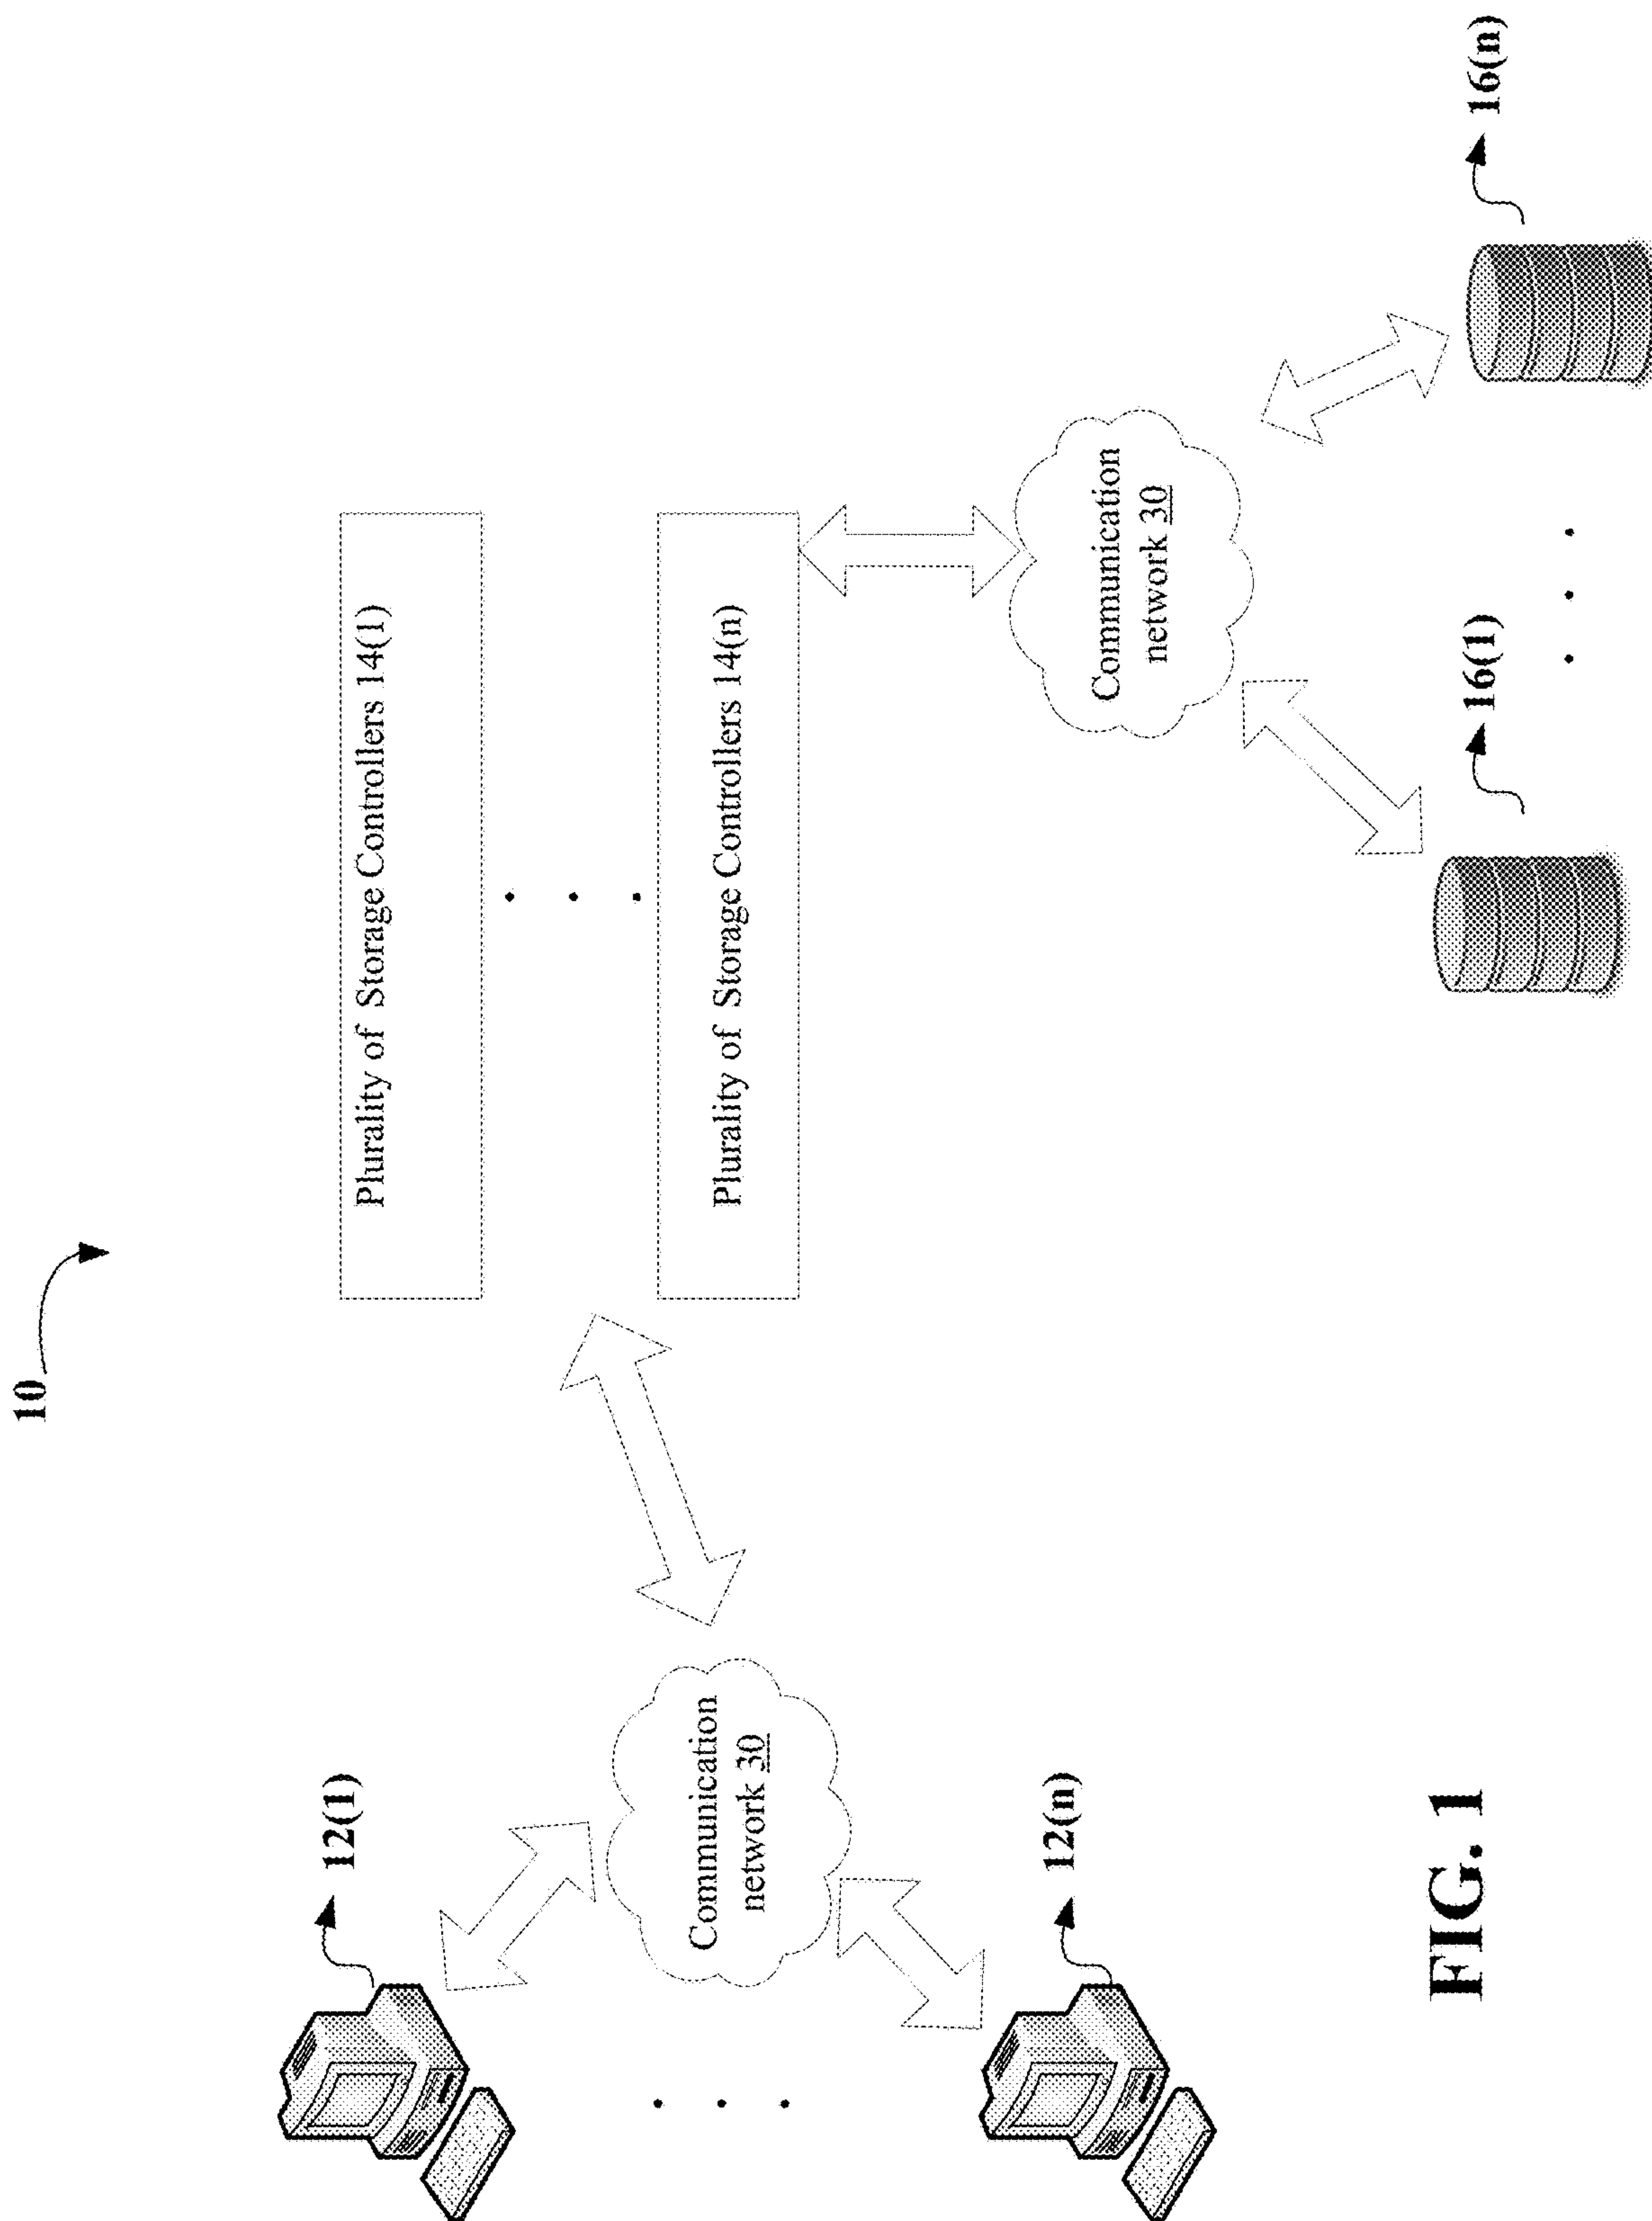 10
12(1)
Communication
network 30
12(n)
Plurality of Storage Controllers 14(1)
Plurality of Storage Controllers 14(n)
Communication
network 30
16(1)
16(n)
FIG. 1